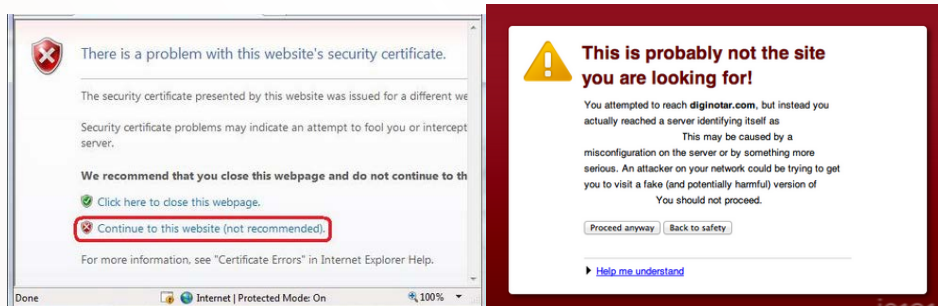 There is a problem with this website's security certificate.
The security certificate presented by this website was issued for a different we
Security certificate problems may indicate an attempt to fool you or intercept
server.
We recommend that you close this webpage and do not continue to th
Click here to close this webpage.
Continue to this website (not recommended).
For more information, see "Certificate Errors" in Internet Explorer Help.
Done
Internet | Protected Mode: On
100%
This is probably not the site
you are looking for!
You attempted to reach diginotar.com, but instead you
actually reached a server identifying itself as
This may be caused by a
misconfiguration on the server or by something more
serious. An attacker on your network could be trying to get
you to visit a fake (and potentially harmful) version of
You should not proceed.
Proceed anyway
Back to safety
Help me understand